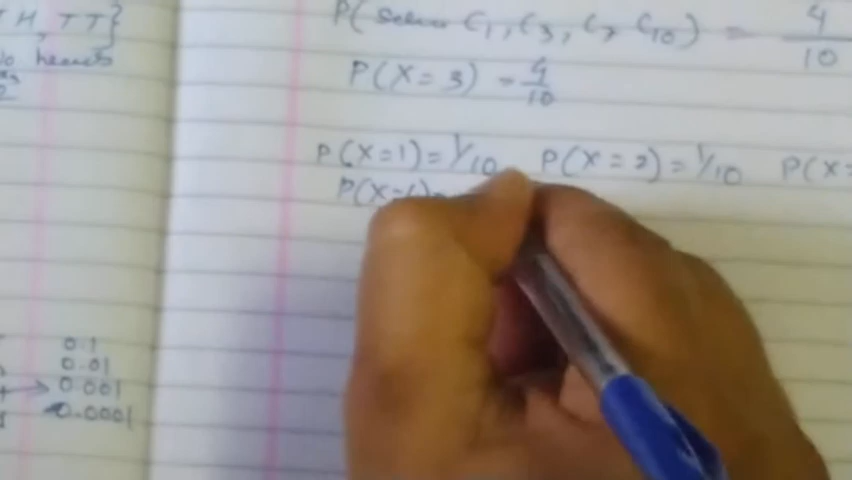 H, TT}
heads
2
P( C1, C3, C7 C10) = 4/10
P(X = 3) = 4/10
P(X=1) = 1/10 P(X = 2) = 1/10 P(X=
P(X=
0.1
0.01
0.001
0.0001